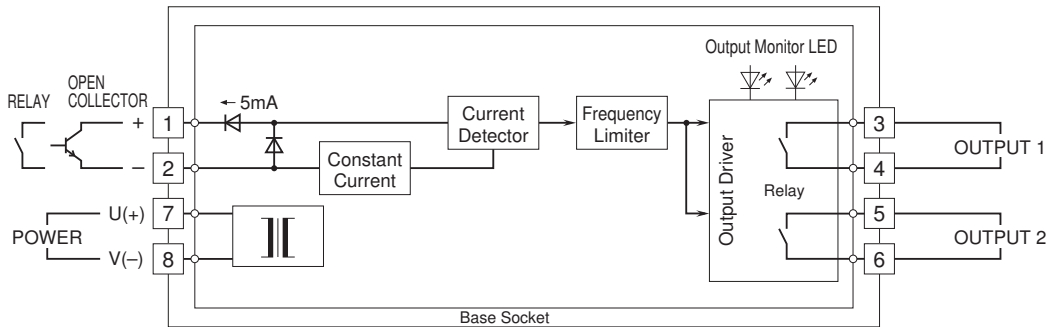 Output Monitor LED
OPEN
RELAY COLLECTOR
← 5mA
+ 1
Current
Detector
Frequency
Limiter
3
− 2
Constant
Current
4
OUTPUT 1
Output Driver
Relay
U(+) 7
5
POWER
OUTPUT 2
V(–) 8
6
Base Socket